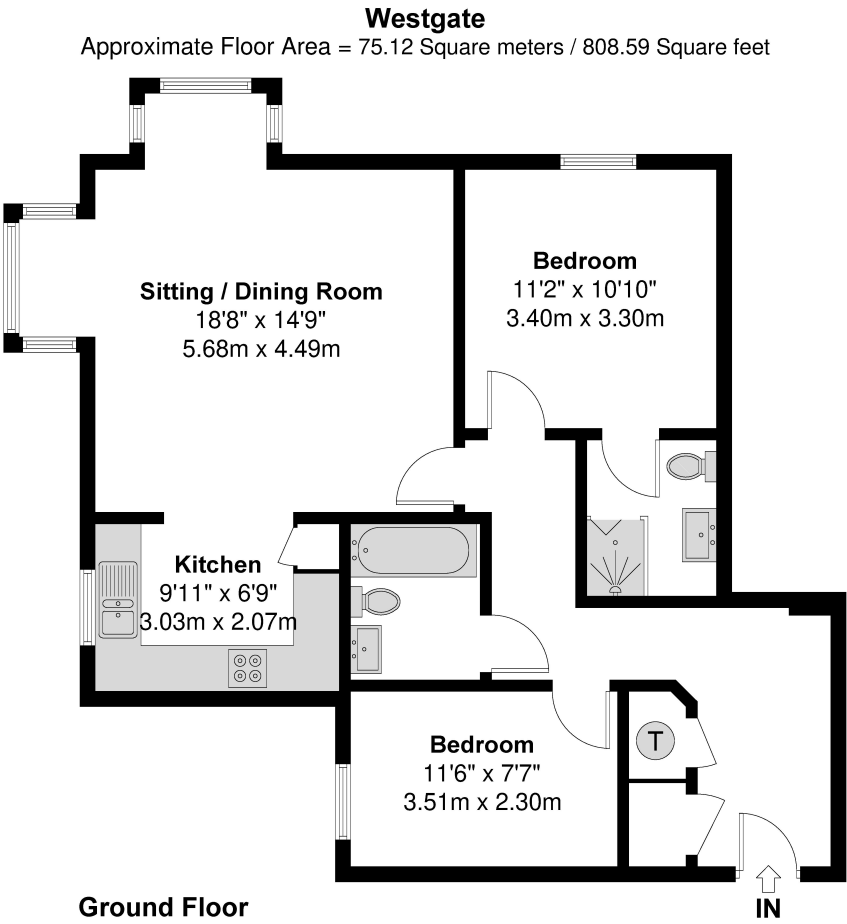 Westgate
Approximate Floor Area = 75.12 Square meters / 808.59 Square feet
Bedroom
11'2" x 10'10"
3.40m x 3.30m
Sitting / Dining Room
18'8" x 14'9"
5.68m x 4.49m
Kitchen
9'11" x 6'9"
3.03m x 2.07m
Bedroom
11'6" x 7'7"
3.51m x 2.30m
T
IN
Ground Floor